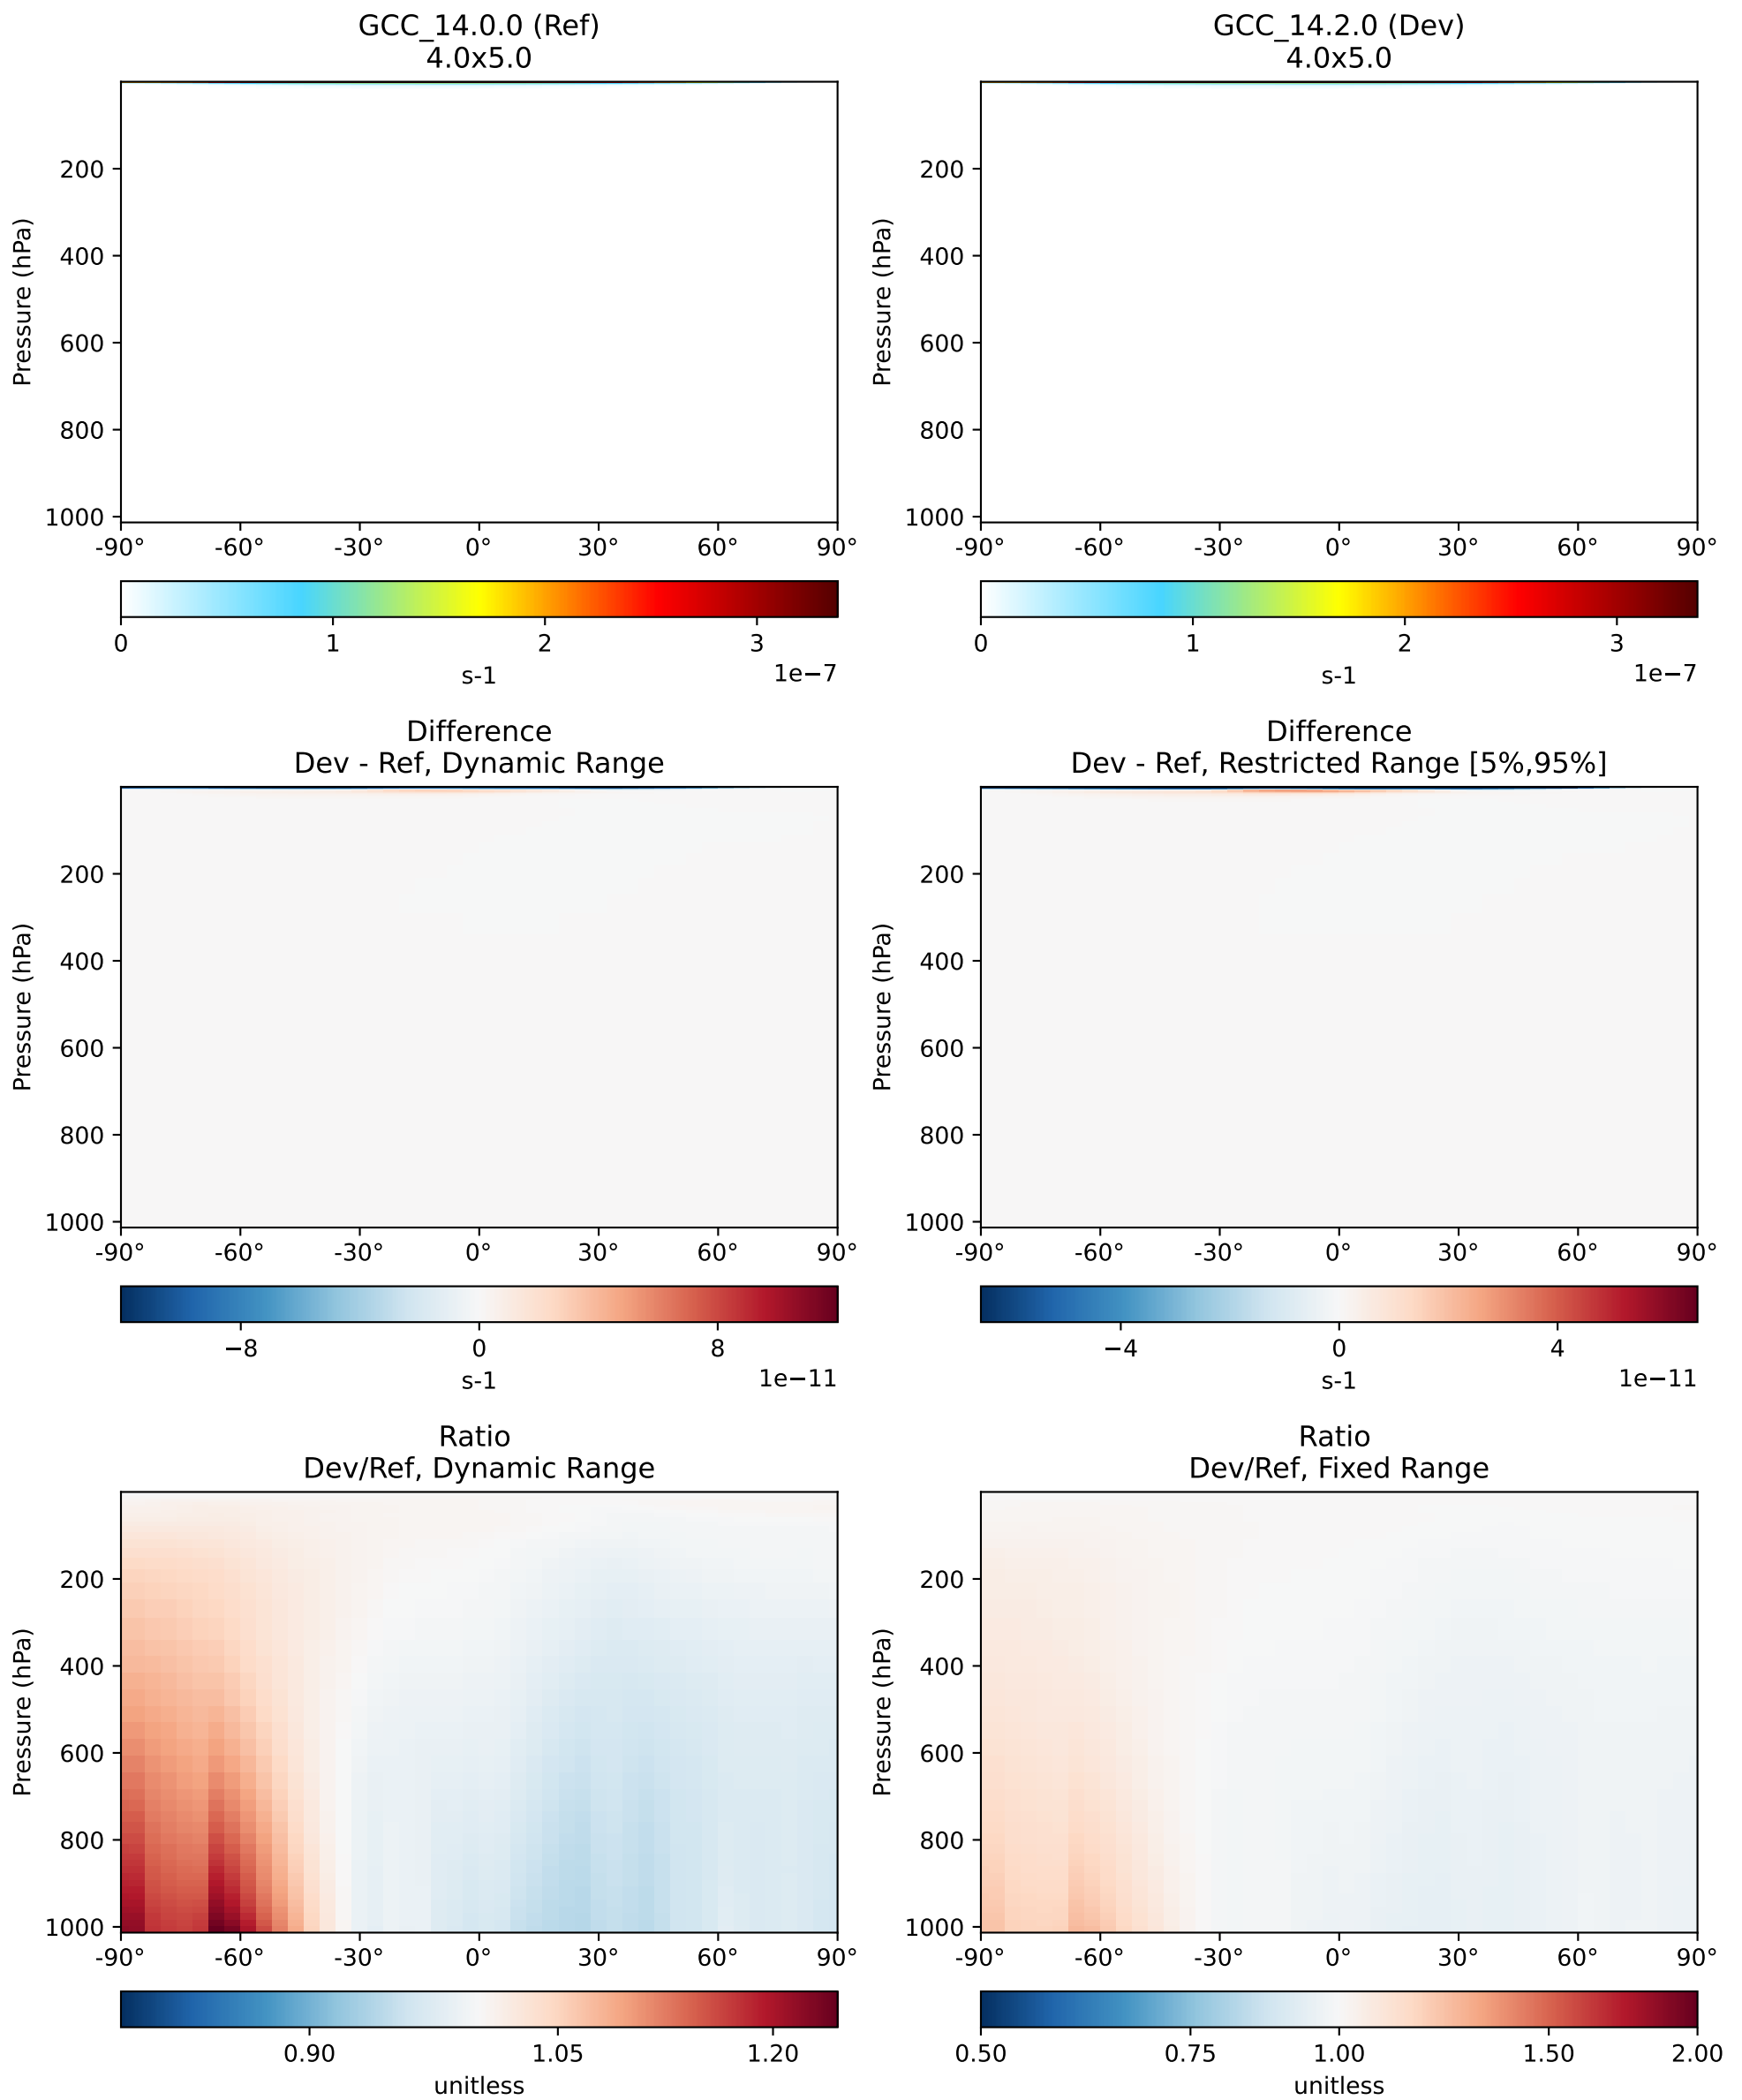 GCC_14.0.0 (Ref)
4.0x5.0
GCC_14.2.0 (Dev)
4.0x5.0
Pressure (hPa)
200
400
600
800
1000
-90° -60° -30° 0° 30° 60° 90°
0 1 2 3
s-1
1e−7
Pressure (hPa)
200
400
600
800
1000
-90° -60° -30° 0° 30° 60° 90°
0 1 2 3
s-1
1e−7
Difference
Dev - Ref, Dynamic Range
Difference
Dev - Ref, Restricted Range [5%,95%]
Pressure (hPa)
200
400
600
800
1000
-90° -60° -30° 0° 30° 60° 90°
−8 0 8
s-1
1e−11
Pressure (hPa)
200
400
600
800
1000
-90° -60° -30° 0° 30° 60° 90°
−4 0 4
s-1
1e−11
Ratio
Dev/Ref, Dynamic Range
Ratio
Dev/Ref, Fixed Range
Pressure (hPa)
200
400
600
800
1000
-90° -60° -30° 0° 30° 60° 90°
0.90 1.05 1.20
unitless
Pressure (hPa)
200
400
600
800
1000
-90° -60° -30° 0° 30° 60° 90°
0.50 0.75 1.00 1.50 2.00
unitless